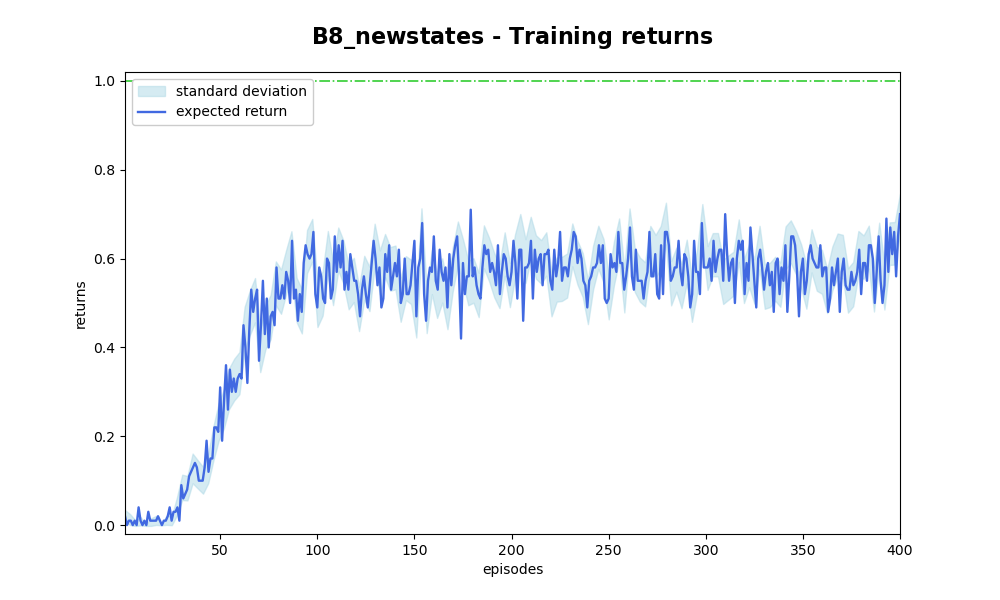 B8_newstates - Training returns
1.0
0.8
0.6
0.4
0.2
0.0
returns
standard deviation
expected return
50 100 150 200 250 300 350 400
episodes